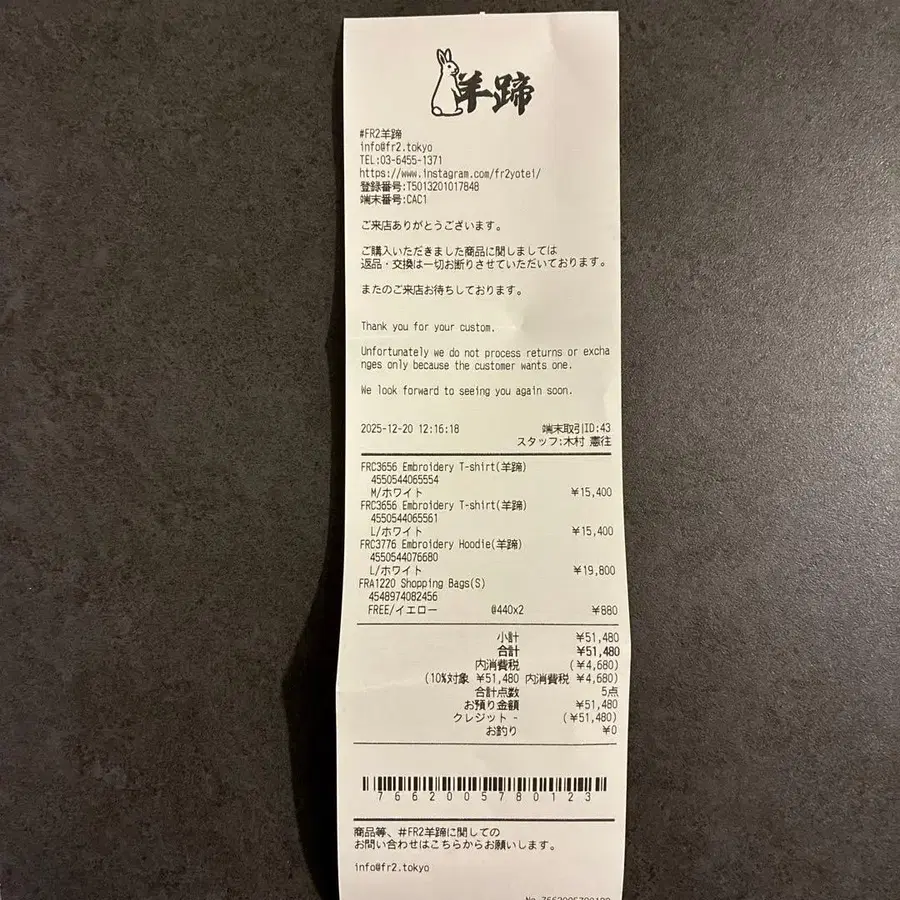 羊蹄
#FR2羊蹄
info@fr2.tokyo
TEL:03-6455-1371
https://www.instagram.com/fr2yotei/
登録番号:T5013201017848
端末番号:CAC1
ご来店ありがとうございます。
ご購入いただきました商品に関しましては
返品・交換は一切お断りさせていただいております。
またのご来店お待ちしております。
Thank you for your custom.
Unfortunately we do not process returns or excha
nges only because the customer wants one.
We look forward to seeing you again soon.
2025-12-20 12:16:18 端末取引ID:43
スタッフ:木村 憲往
FRC3656 Embroidery T-shirt(羊蹄)
4550544065554
M/ホワイト ¥15,400
FRC3656 Embroidery T-shirt(羊蹄)
4550544065561
L/ホワイト ¥15,400
FRC3776 Embroidery Hoodie(羊蹄)
4550544076680
L/ホワイト ¥19,800
FRA1220 Shopping Bags(S)
4548974082456
FREE/イエロー @440x2 ¥880
小計 ¥51,480
合計 ¥51,480
内消費税 (¥4,680)
(10%対象 ¥51,480 内消費税 ¥4,680)
合計点数 5点
お預り金額 ¥51,480
クレジット - (¥51,480)
お釣り ¥0
7662005780123
商品等、#FR2羊蹄に関しての
お問い合わせはこちらからお願いします。
info@fr2.tokyo